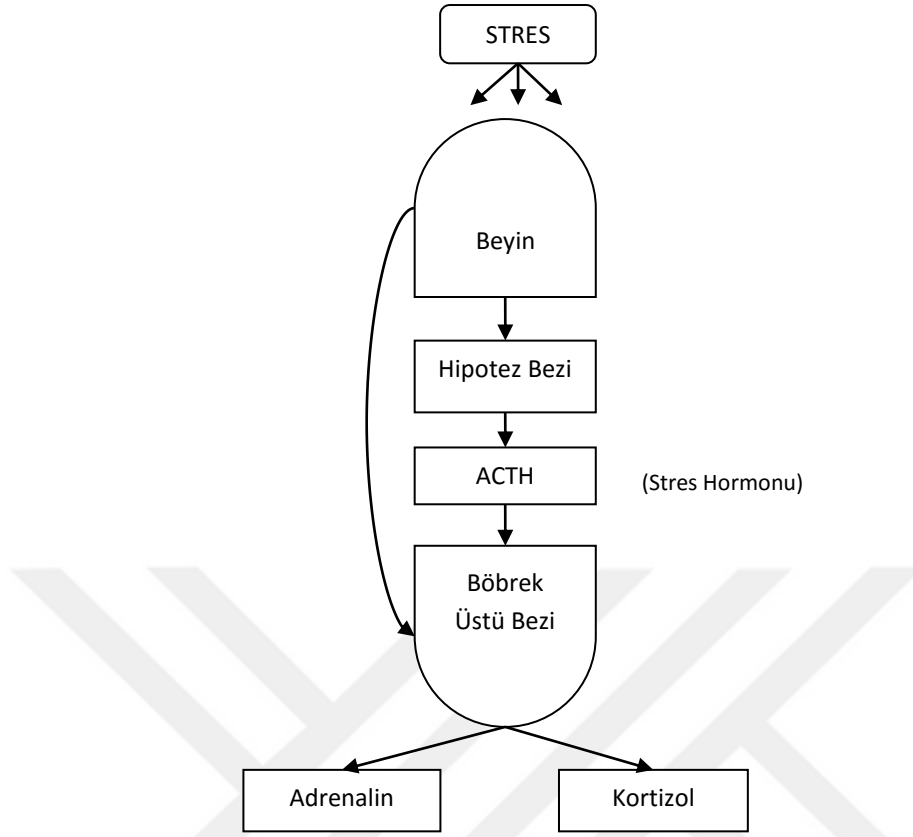 STRES
Beyin
Hipotez Bezi
ACTH
(Stres Hormonu)
Böbrek
Üstü Bezi
Adrenalin
Kortizol